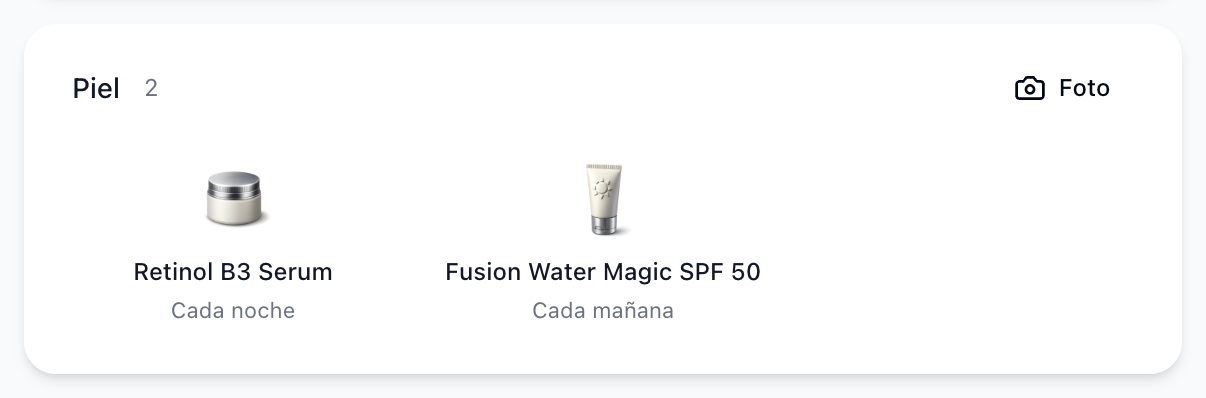 Piel 2
Foto
Retinol B3 Serum
Cada noche
Fusion Water Magic SPF 50
Cada mañana